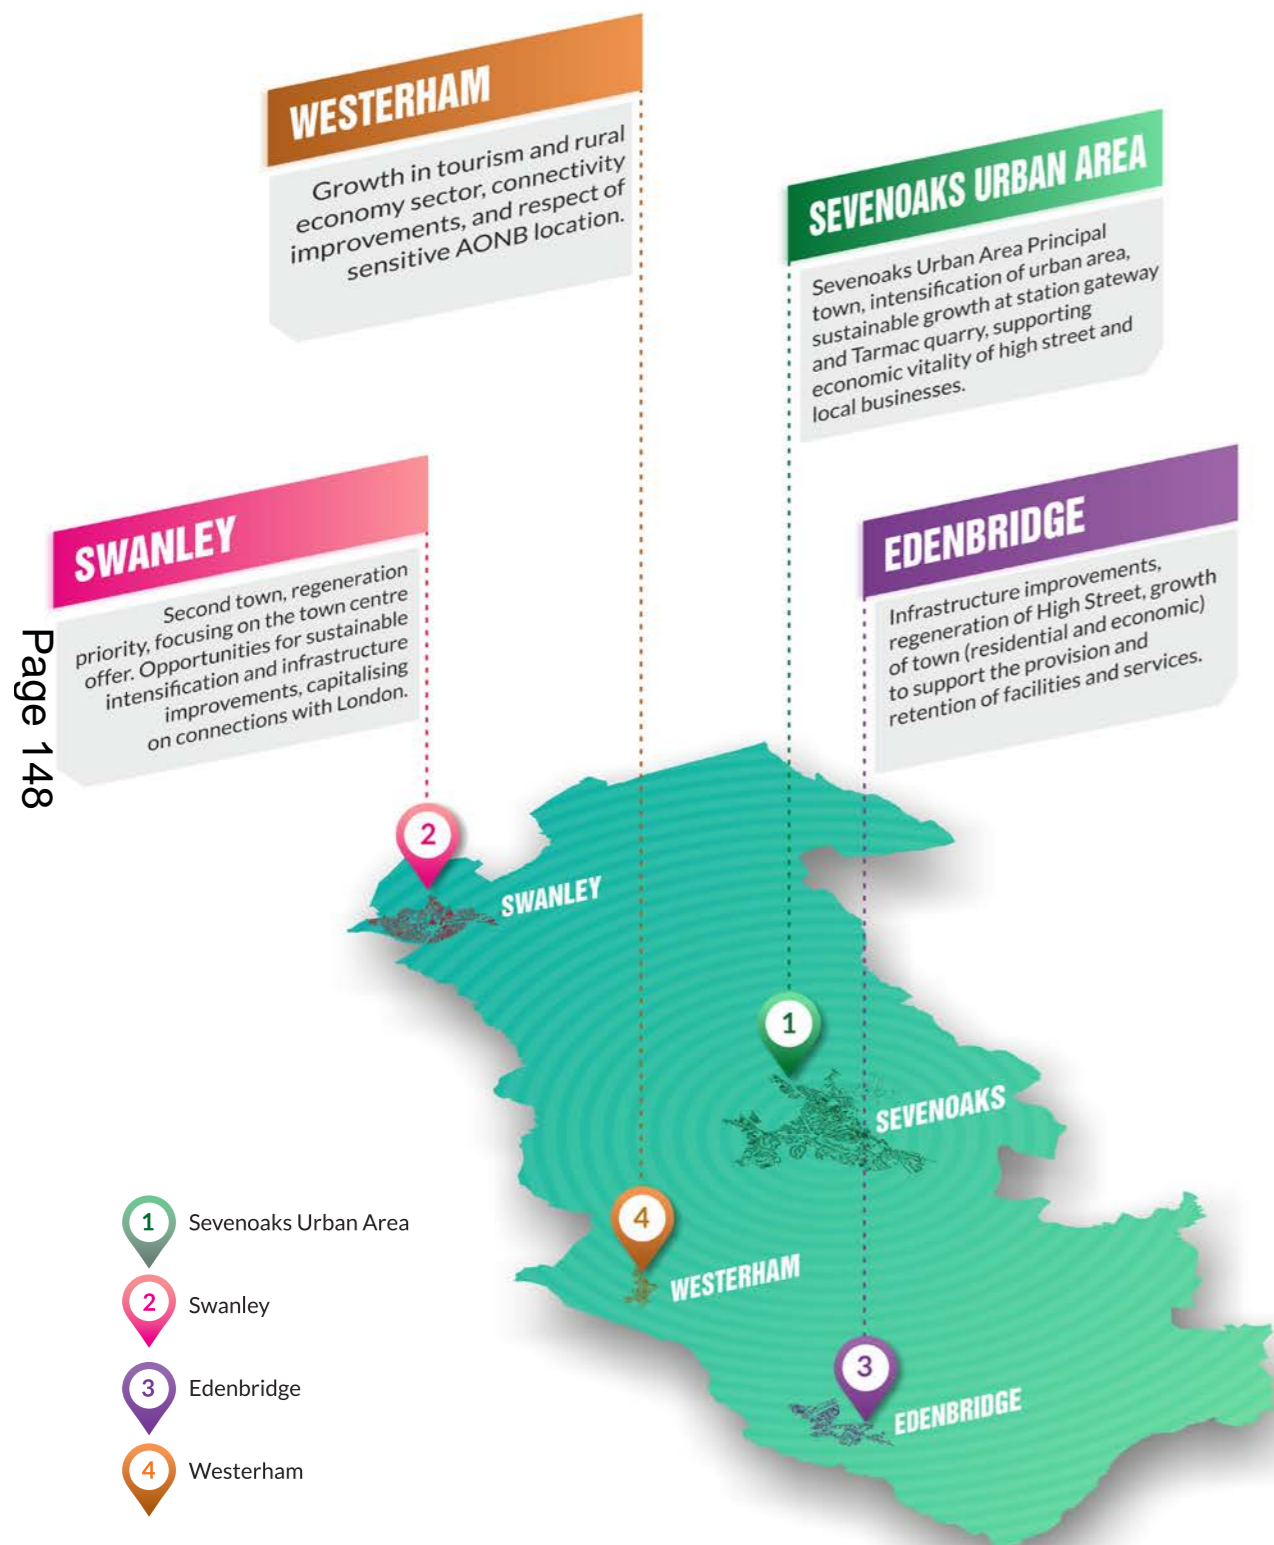 WESTERHAM
Growth in tourism and rural
economy sector, connectivity
improvements, and respect of
sensitive AONB location.
SEVENOAKS URBAN AREA
Sevenoaks Urban Area Principal
town, intensification of urban area,
sustainable growth at station gateway
and Tarmac quarry, supporting
economic vitality of high street and
local businesses.
SWANLEY
Second town, regeneration
priority, focusing on the town centre
offer. Opportunities for sustainable
intensification and infrastructure
improvements, capitalising
on connections with London.
EDENBRIDGE
Infrastructure improvements,
regeneration of High Street, growth
of town (residential and economic)
to support the provision and
retention of facilities and services.
Page 148
2
SWANLEY
1
SEVENOAKS
4
WESTERHAM
3
EDENBRIDGE
1 Sevenoaks Urban Area
2 Swanley
3 Edenbridge
4 Westerham